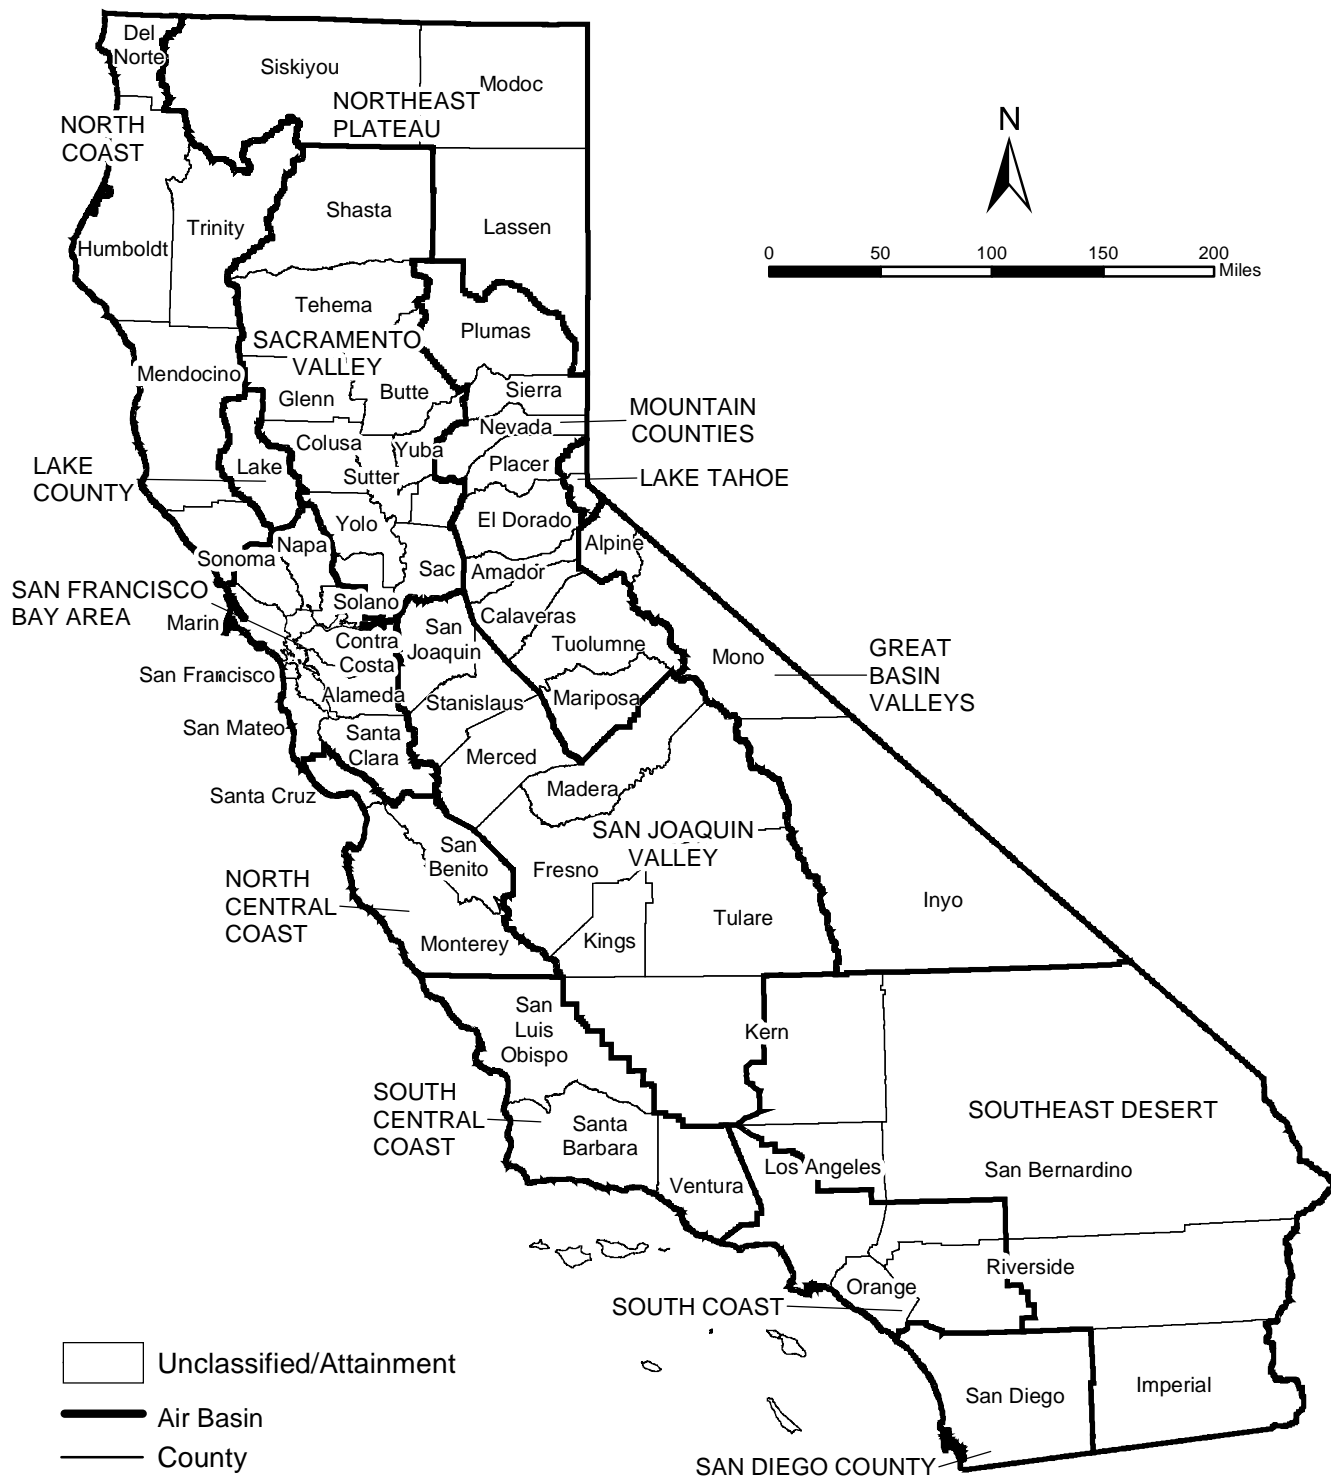 Del
Norte
Siskiyou
Modoc
NORTHEAST
PLATEAU
NORTH
COAST
N
Shasta
Trinity
Lassen
Humboldt
0 50 100 150 200
Miles
Tehema
Plumas
SACRAMENTO
VALLEY
Mendocino
Glenn
Butte
Sierra
MOUNTAIN
COUNTIES
Nevada
Colusa
Yuba
Placer
LAKE
COUNTY
Lake
Sutter
LAKE TAHOE
Yolo
El Dorado
Napa
Alpine
Sonoma
Sac
Amador
SAN FRANCISCO
BAY AREA
Solano
Marin
Calaveras
San
Joaquin
Contra
Costa
Tuolumne
Mono
GREAT
BASIN
VALLEYS
San Francisco
Alameda
Stanislaus
Mariposa
San Mateo
Santa
Clara
Merced
Santa Cruz
Madera
SAN JOAQUIN
VALLEY
San
Benito
Fresno
NORTH
CENTRAL
COAST
Inyo
Tulare
Monterey
Kings
San
Luis
Obispo
Kern
SOUTH
CENTRAL
COAST
Santa
Barbara
SOUTHEAST DESERT
Los Angeles
San Bernardino
Ventura
Riverside
Orange
SOUTH COAST
San Diego
Imperial
SAN DIEGO COUNTY
Unclassified/Attainment
Air Basin
County